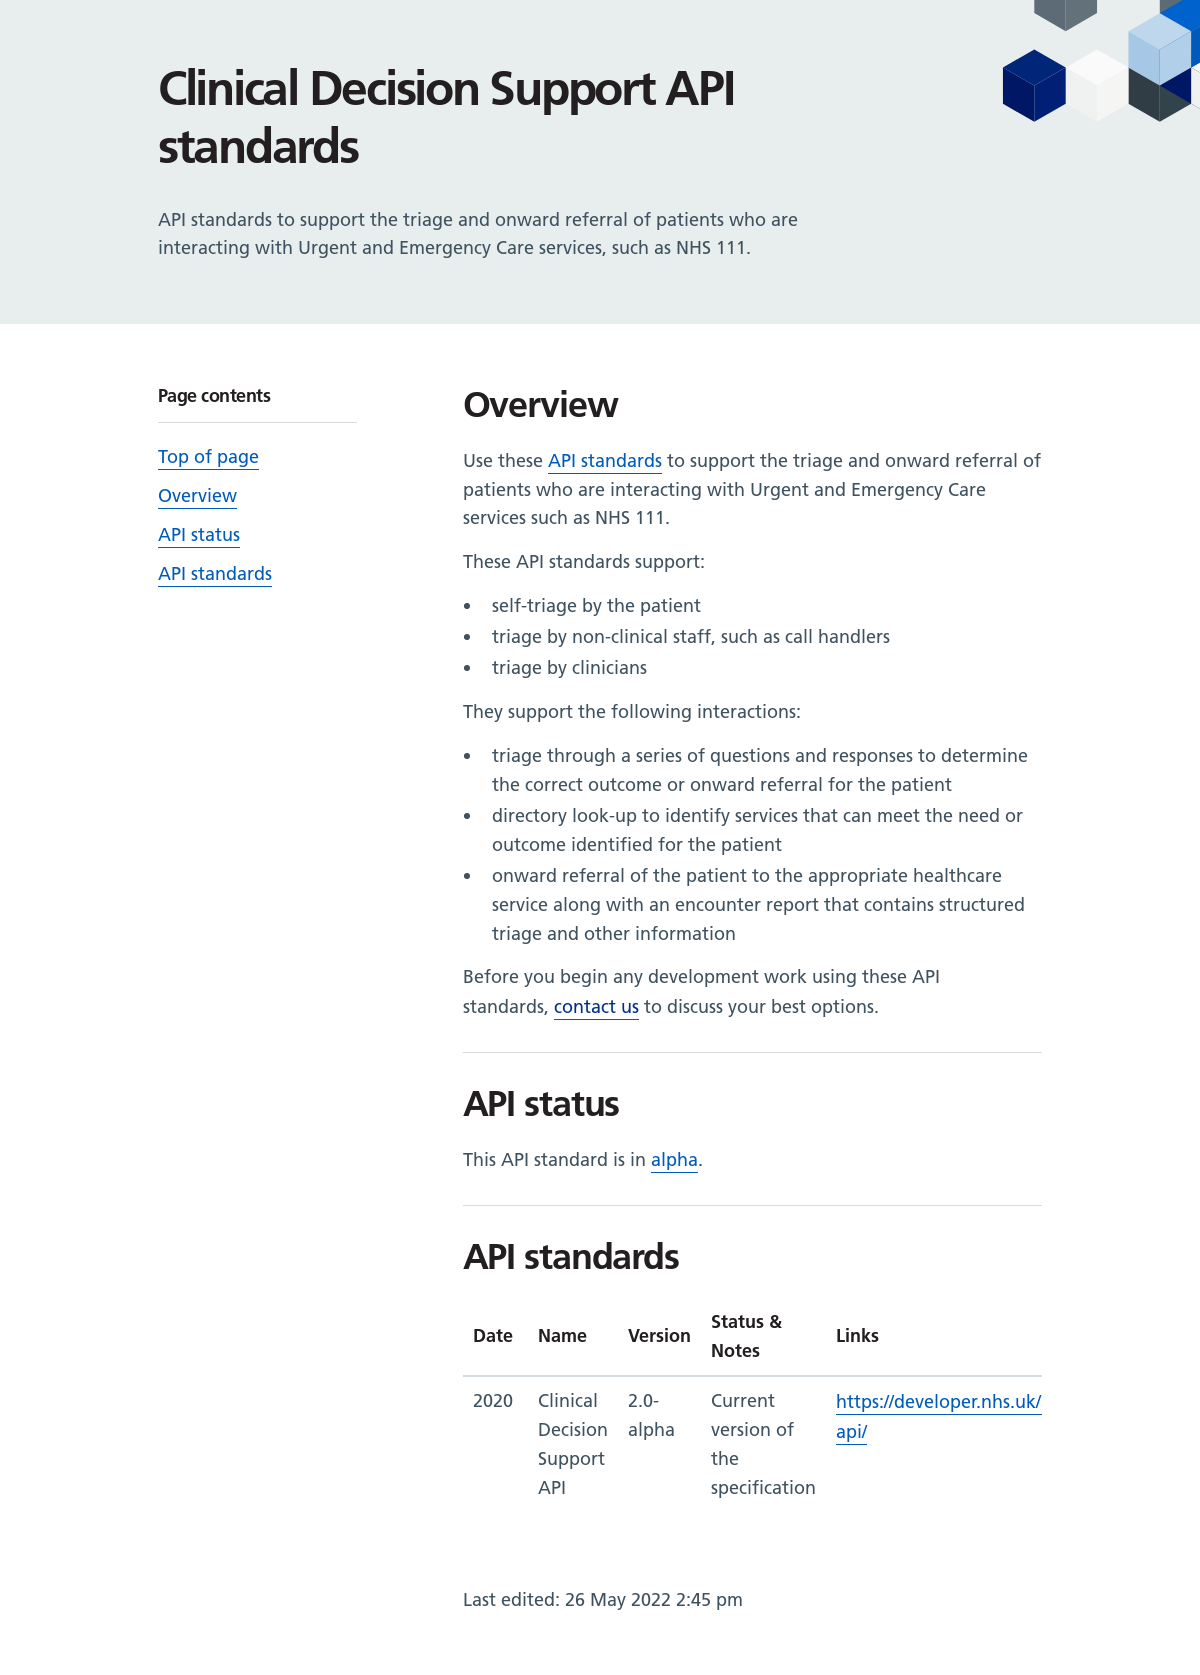 Clinical Decision Support API
standards
API standards to support the triage and onward referral of patients who are
interacting with Urgent and Emergency Care services, such as NHS 111.
Page contents
Top of page
Overview
API status
API standards
Overview
Use these API standards to support the triage and onward referral of
patients who are interacting with Urgent and Emergency Care
services such as NHS 111.
These API standards support:
• self-triage by the patient
• triage by non-clinical staff, such as call handlers
• triage by clinicians
They support the following interactions:
• triage through a series of questions and responses to determine
the correct outcome or onward referral for the patient
• directory look-up to identify services that can meet the need or
outcome identified for the patient
• onward referral of the patient to the appropriate healthcare
service along with an encounter report that contains structured
triage and other information
Before you begin any development work using these API
standards, contact us to discuss your best options.
API status
This API standard is in alpha.
API standards
Date Name Version Status & Notes Links
2020 Clinical Decision Support API 2.0-alpha Current version of the specification https://developer.nhs.uk/api/
Last edited: 26 May 2022 2:45 pm